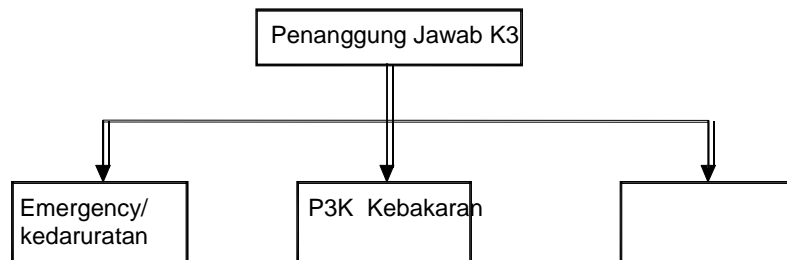 Penanggung Jawab K3
Emergency/
kedaruratan
P3K Kebakaran